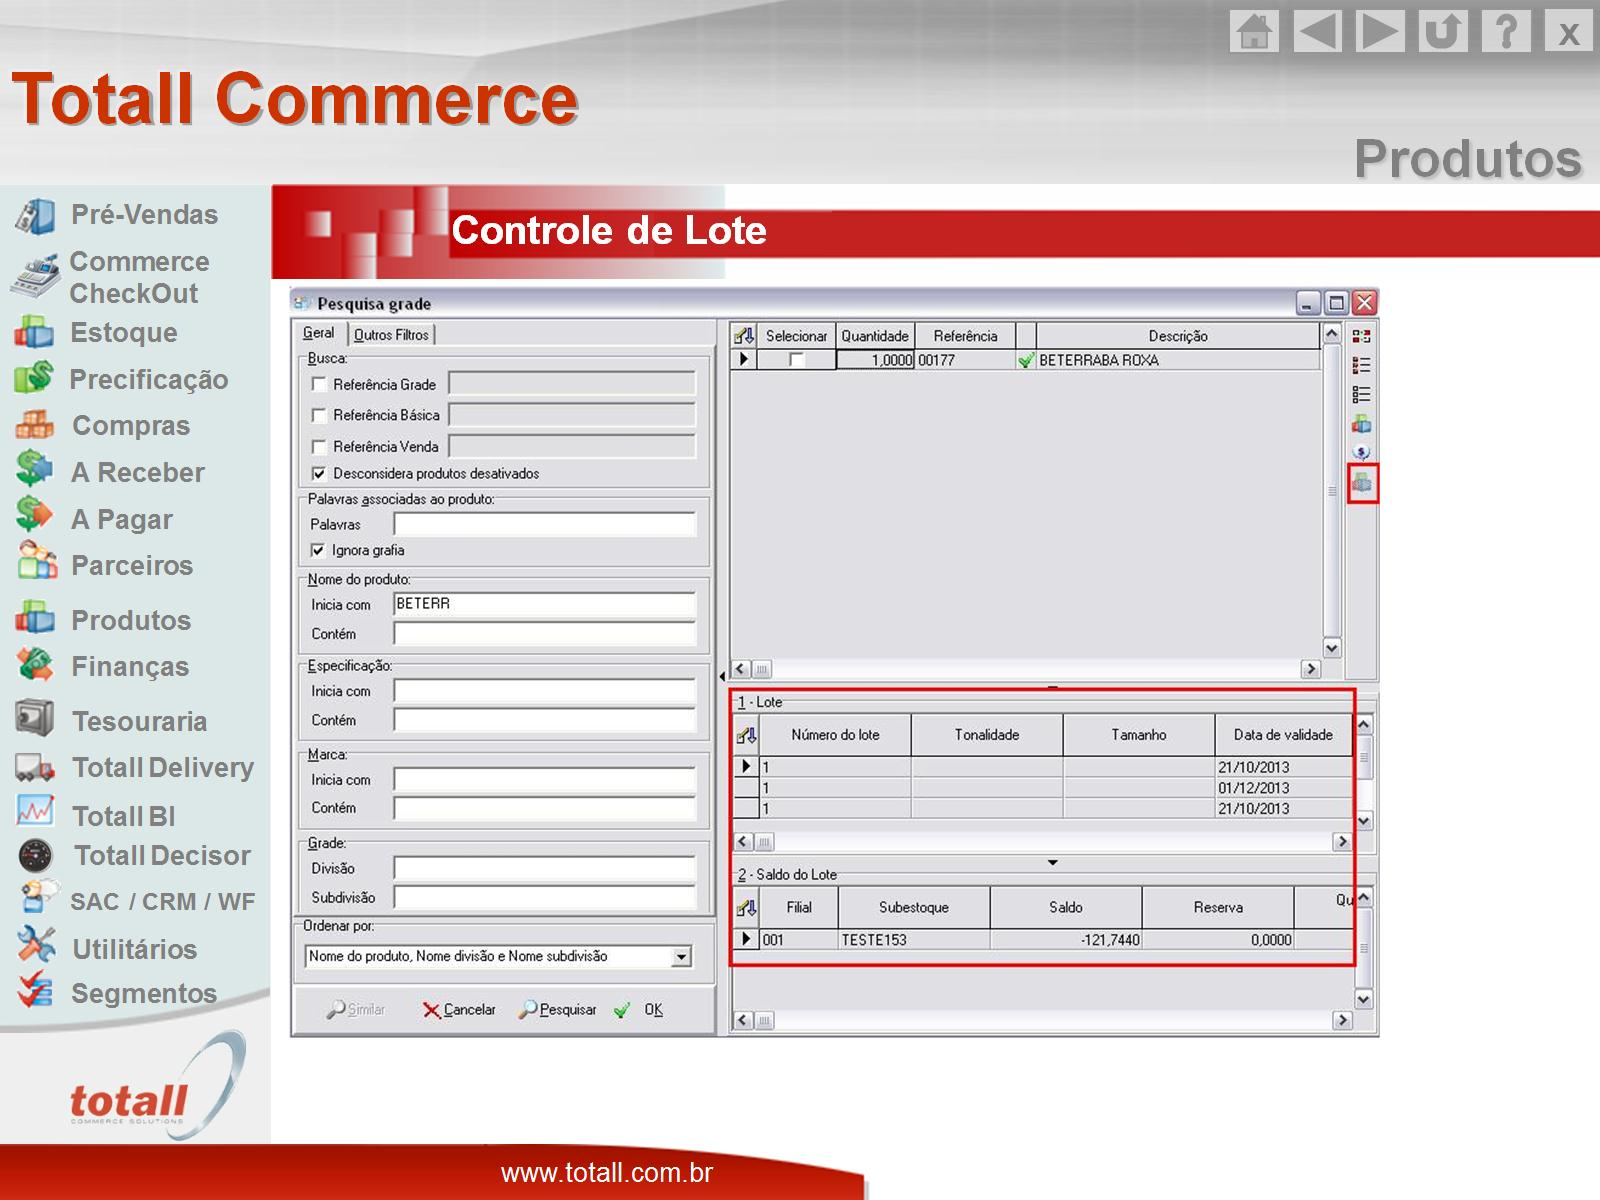 Totall Commerce
Produtos
Pré-Vendas
Commerce
CheckOut
Estoque
Precificação
Compras
A Receber
A Pagar
Parceiros
Produtos
Finanças
Tesouraria
Totall Delivery
Totall BI
Totall Decisor
SAC / CRM / WF
Utilitários
Segmentos
totall
COMMERCE SOLUTIONS
Controle de Lote
Pesquisa grade
Geral Outros Filtros
Busca:
Referência Grade
Referência Básica
Referência Venda
Desconsidera produtos desativados
Palavras associadas ao produto:
Palavras
Ignora grafia
Nome do produto:
Inicia com BETERR
Contém
Especificação:
Inicia com
Contém
Marca:
Inicia com
Contém
Grade:
Divisão
Subdivisão
Ordenar por:
Nome do produto, Nome divisão e Nome subdivisão
Similar Cancelar Pesquisar OK
Selecionar Quantidade Referência Descrição
1,0000 00177 BETERRABA ROXA
1 - Lote
Número do lote Tonalidade Tamanho Data de validade
1 21/10/2013
1 01/12/2013
1 21/10/2013
2 - Saldo do Lote
Filial Subestoque Saldo Reserva Qu
001 TESTE153 -121,7440 0,0000
www.totall.com.br